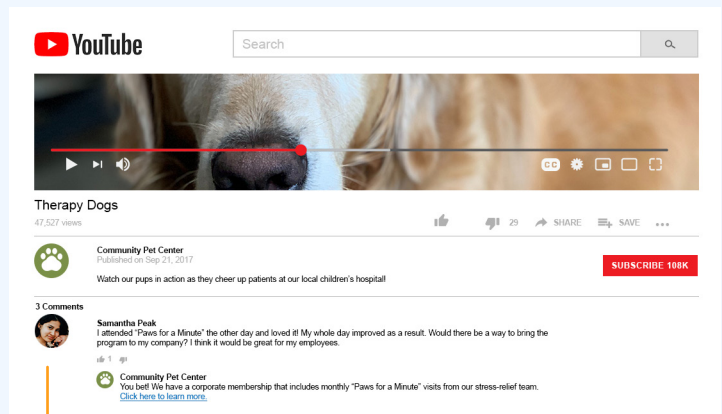 YouTube
Search
CC
Therapy Dogs
47,527 views
29 SHARE SAVE
Community Pet Center
Published on Sep 21, 2017
Watch our pups in action as they cheer up patients at our local children's hospital!
SUBSCRIBE 108K
3 Comments
Samantha Peak
I attended "Paws for a Minute" the other day and loved it! My whole day improved as a result. Would there be a way to bring the
program to my company? I think it would be great for my employees.
1
Community Pet Center
You bet! We have a corporate membership that includes monthly "Paws for a Minute" visits from our stress-relief team.
Click here to learn more.